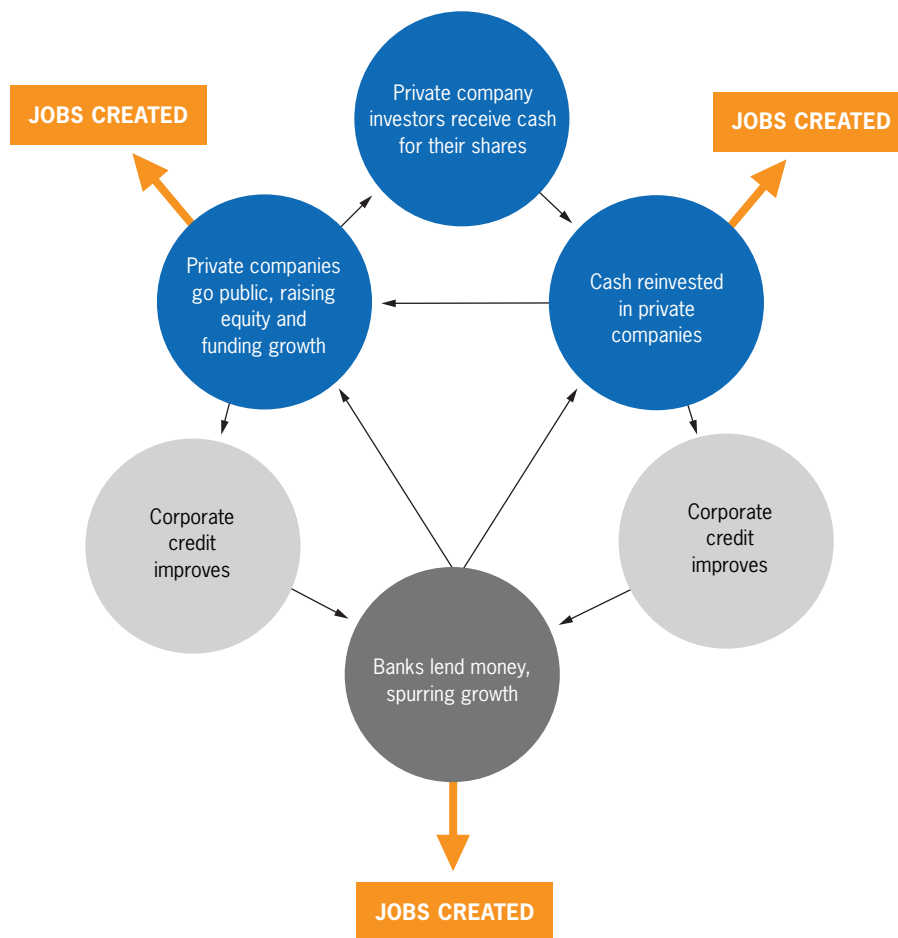 JOBS CREATED
Private company
investors receive cash
for their shares
JOBS CREATED
Private companies
go public, raising
equity and
funding growth
Cash reinvested
in private
companies
Corporate
credit
improves
Corporate
credit
improves
Banks lend money,
spurring growth
JOBS CREATED